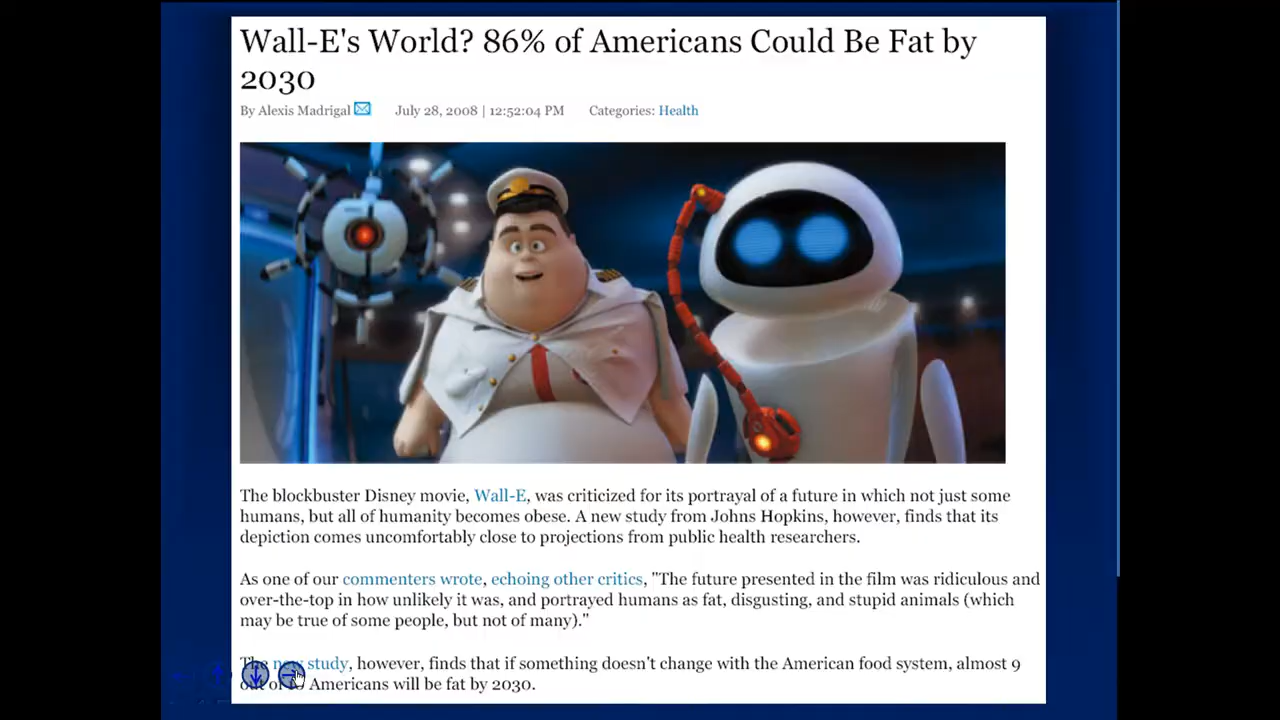 Wall-E's World? 86% of Americans Could Be Fat by
2030
By Alexis Madrigal July 28, 2008 | 12:52:04 PM Categories: Health
The blockbuster Disney movie, Wall-E, was criticized for its portrayal of a future in which not just some
humans, but all of humanity becomes obese. A new study from Johns Hopkins, however, finds that its
depiction comes uncomfortably close to projections from public health researchers.
As one of our commenters wrote, echoing other critics, "The future presented in the film was ridiculous and
over-the-top in how unlikely it was, and portrayed humans as fat, disgusting, and stupid animals (which
may be true of some people, but not of many)."
The new study, however, finds that if something doesn't change with the American food system, almost 9
out of 10 Americans will be fat by 2030.